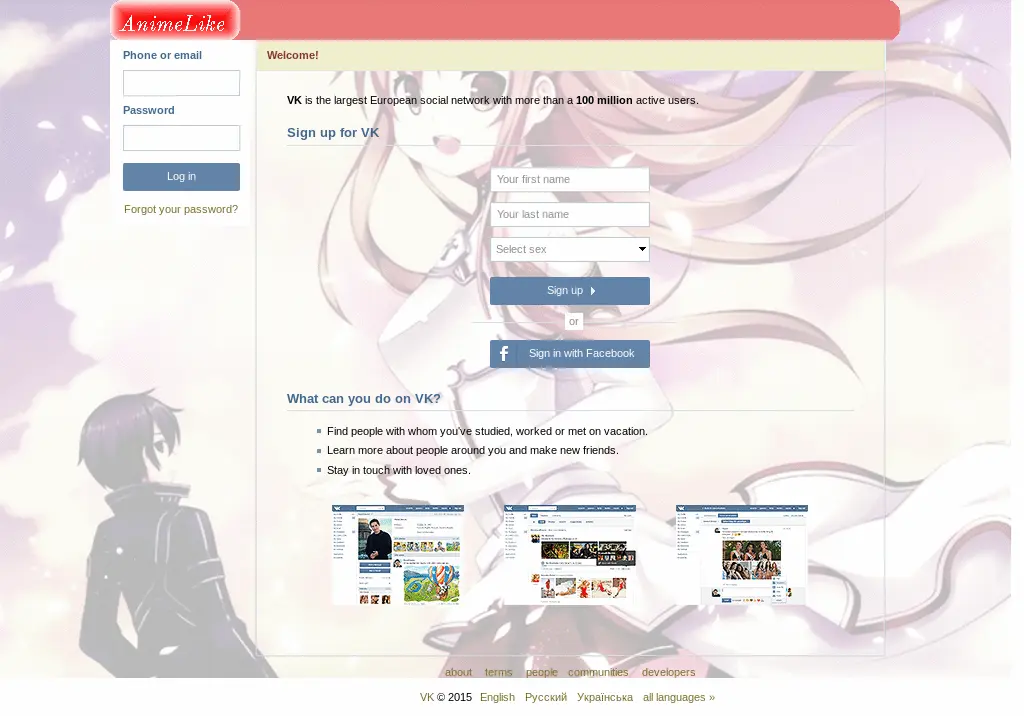 AnimeLike
Phone or email
Password
Log in
Forgot your password?
Welcome!
VK is the largest European social network with more than a 100 million active users.
Sign up for VK
Your first name
Your last name
Select sex
Sign up
or
Sign in with Facebook
What can you do on VK?
Find people with whom you've studied, worked or met on vacation.
Learn more about people around you and make new friends.
Stay in touch with loved ones.
about terms people communities developers
VK © 2015 English Русский Українська all languages »